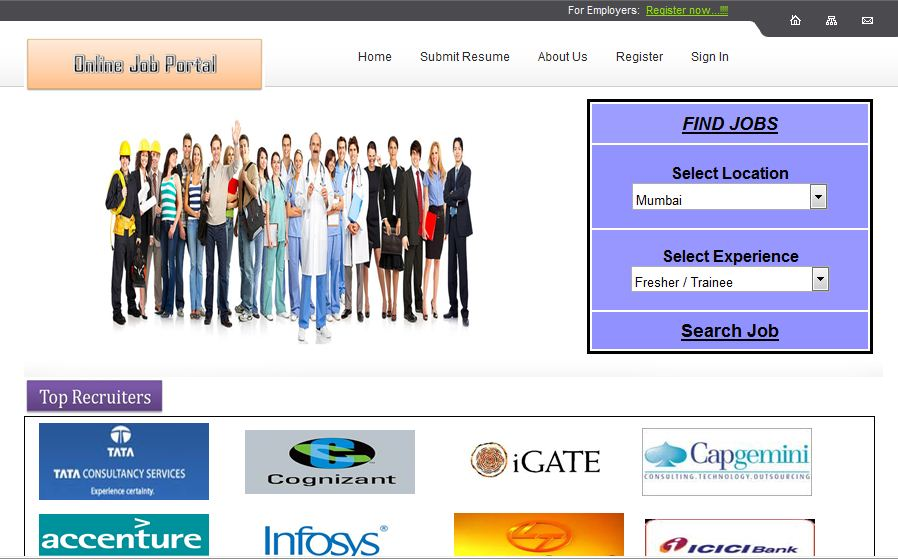 For Employers: Register now...!!!!
Online Job Portal
Home Submit Resume About Us Register Sign In
FIND JOBS
Select Location
Mumbai
Select Experience
Fresher / Trainee
Search Job
Top Recruiters
TATA
TATA CONSULTANCY SERVICES
Experience certainty.
Cognizant
iGATE
Capgemini
CONSULTING.TECHNOLOGY.OUTSOURCING
accenture
Infosys®
ICICI Bank